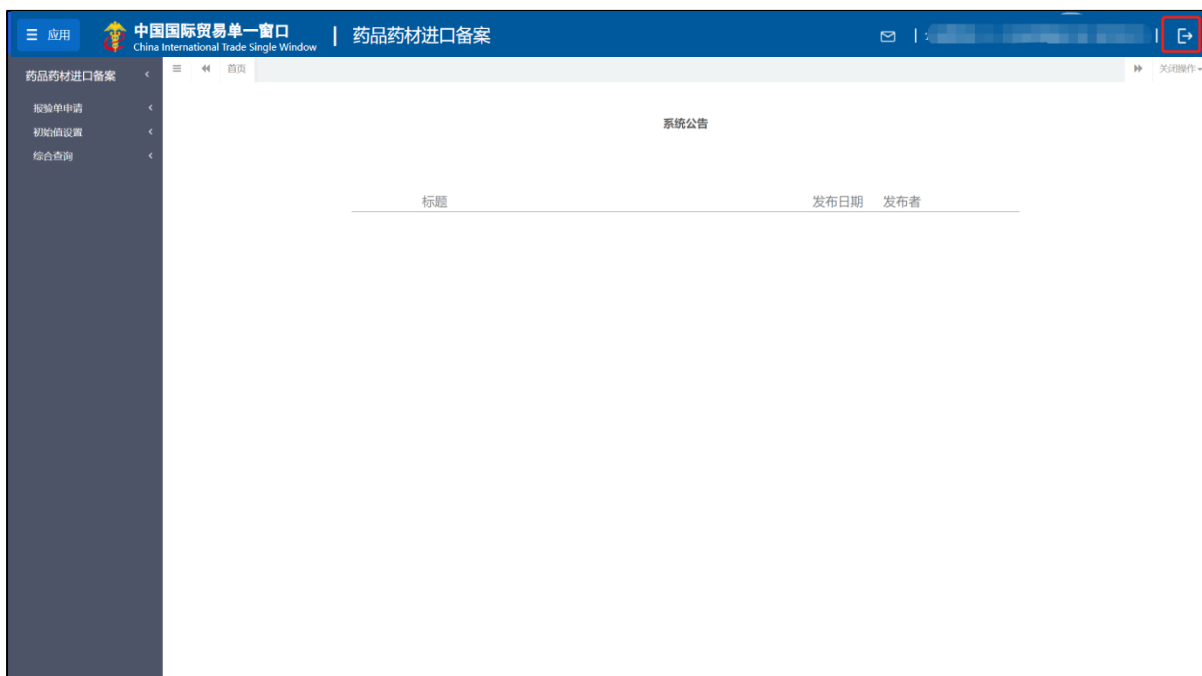 应用
中国国际贸易单一窗口
China International Trade Single Window
药品药材进口备案
药品药材进口备案
首页
关闭操作
报验单申请
初始值设置
综合查询
系统公告
标题 发布日期 发布者